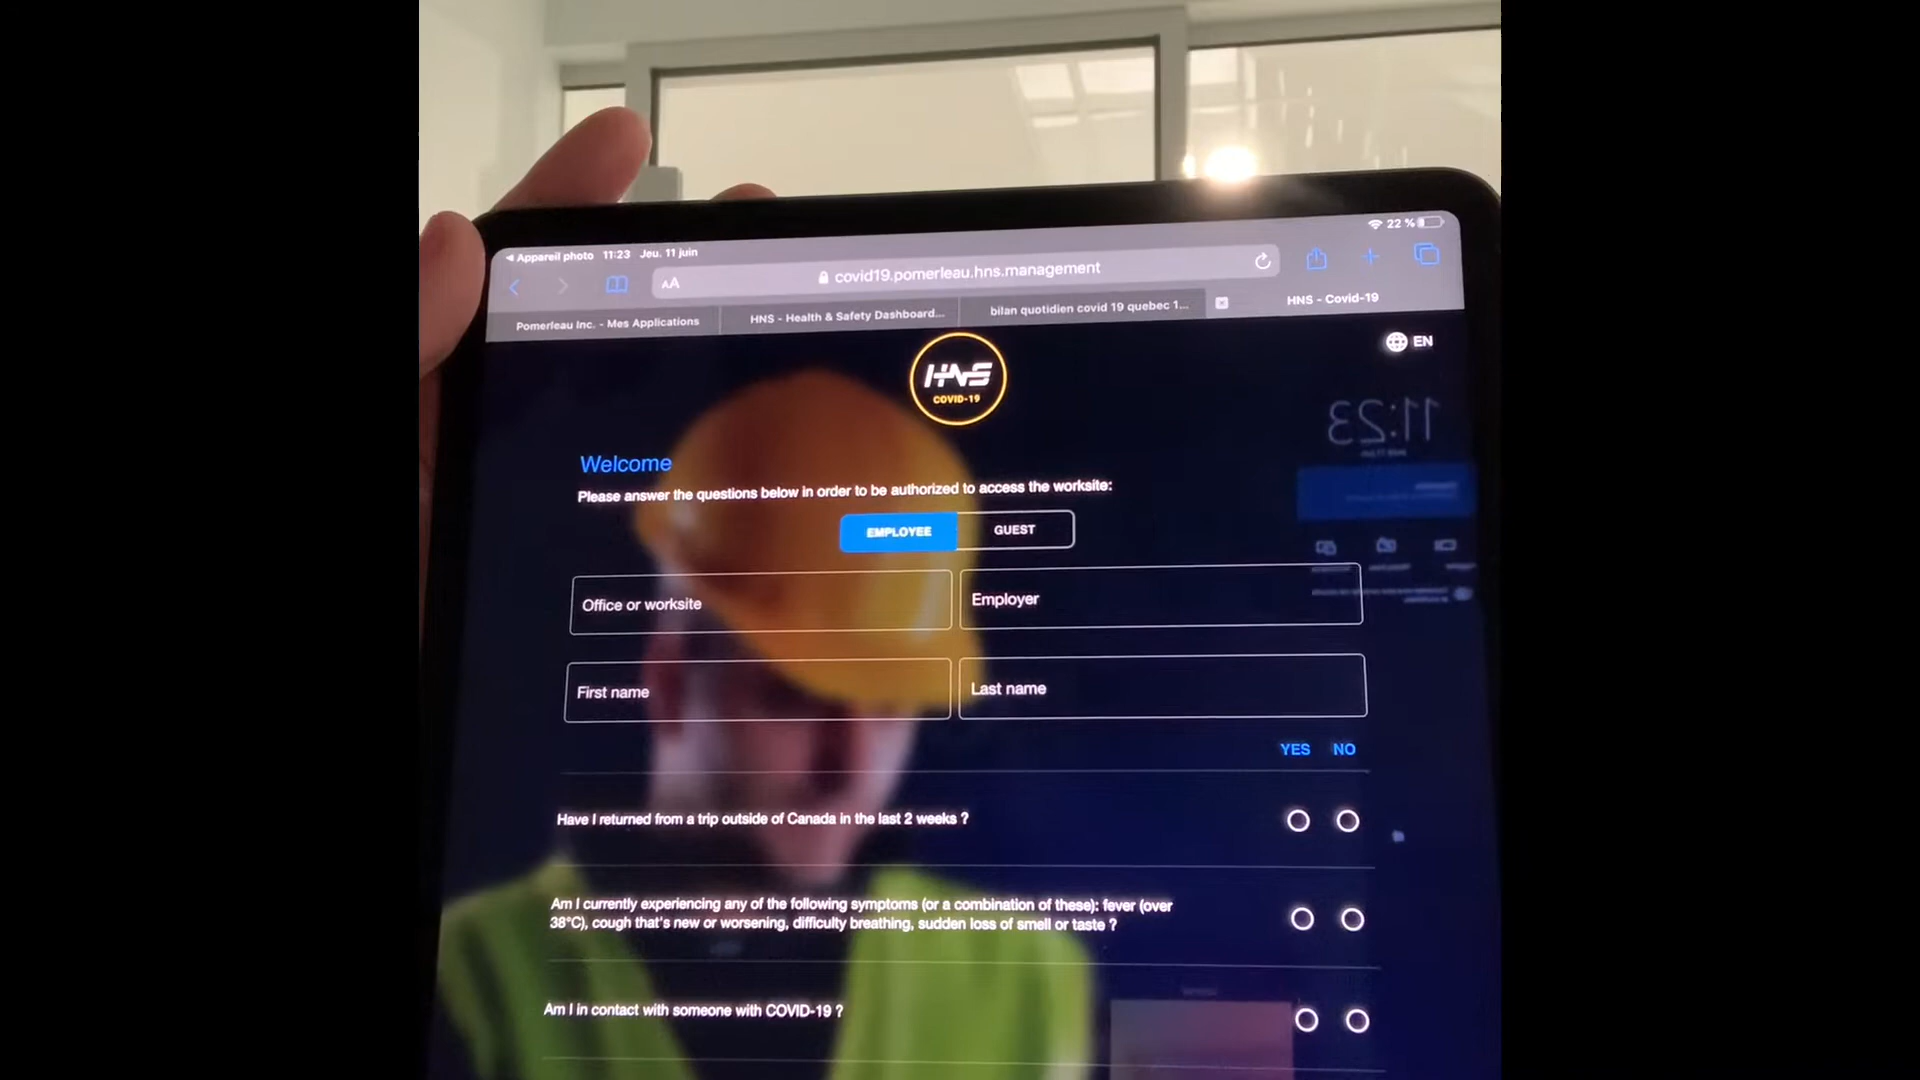 Appareil photo 11:23 Jeu. 11 juin 22 %
AA covid19.pomerleau.hns.management
Pomerleau Inc. - Mes Applications HNS - Health & Safety Dashboard... bilan quotidien covid 19 quebec 1... HNS - Covid-19
EN
HNS
COVID-19
11:23
Welcome
Please answer the questions below in order to be authorized to access the worksite:
EMPLOYEE GUEST
Office or worksite Employer
First name Last name
YES NO
Have I returned from a trip outside of Canada in the last 2 weeks ?
Am I currently experiencing any of the following symptoms (or a combination of these): fever (over
38°C), cough that's new or worsening, difficulty breathing, sudden loss of smell or taste ?
Am I in contact with someone with COVID-19 ?